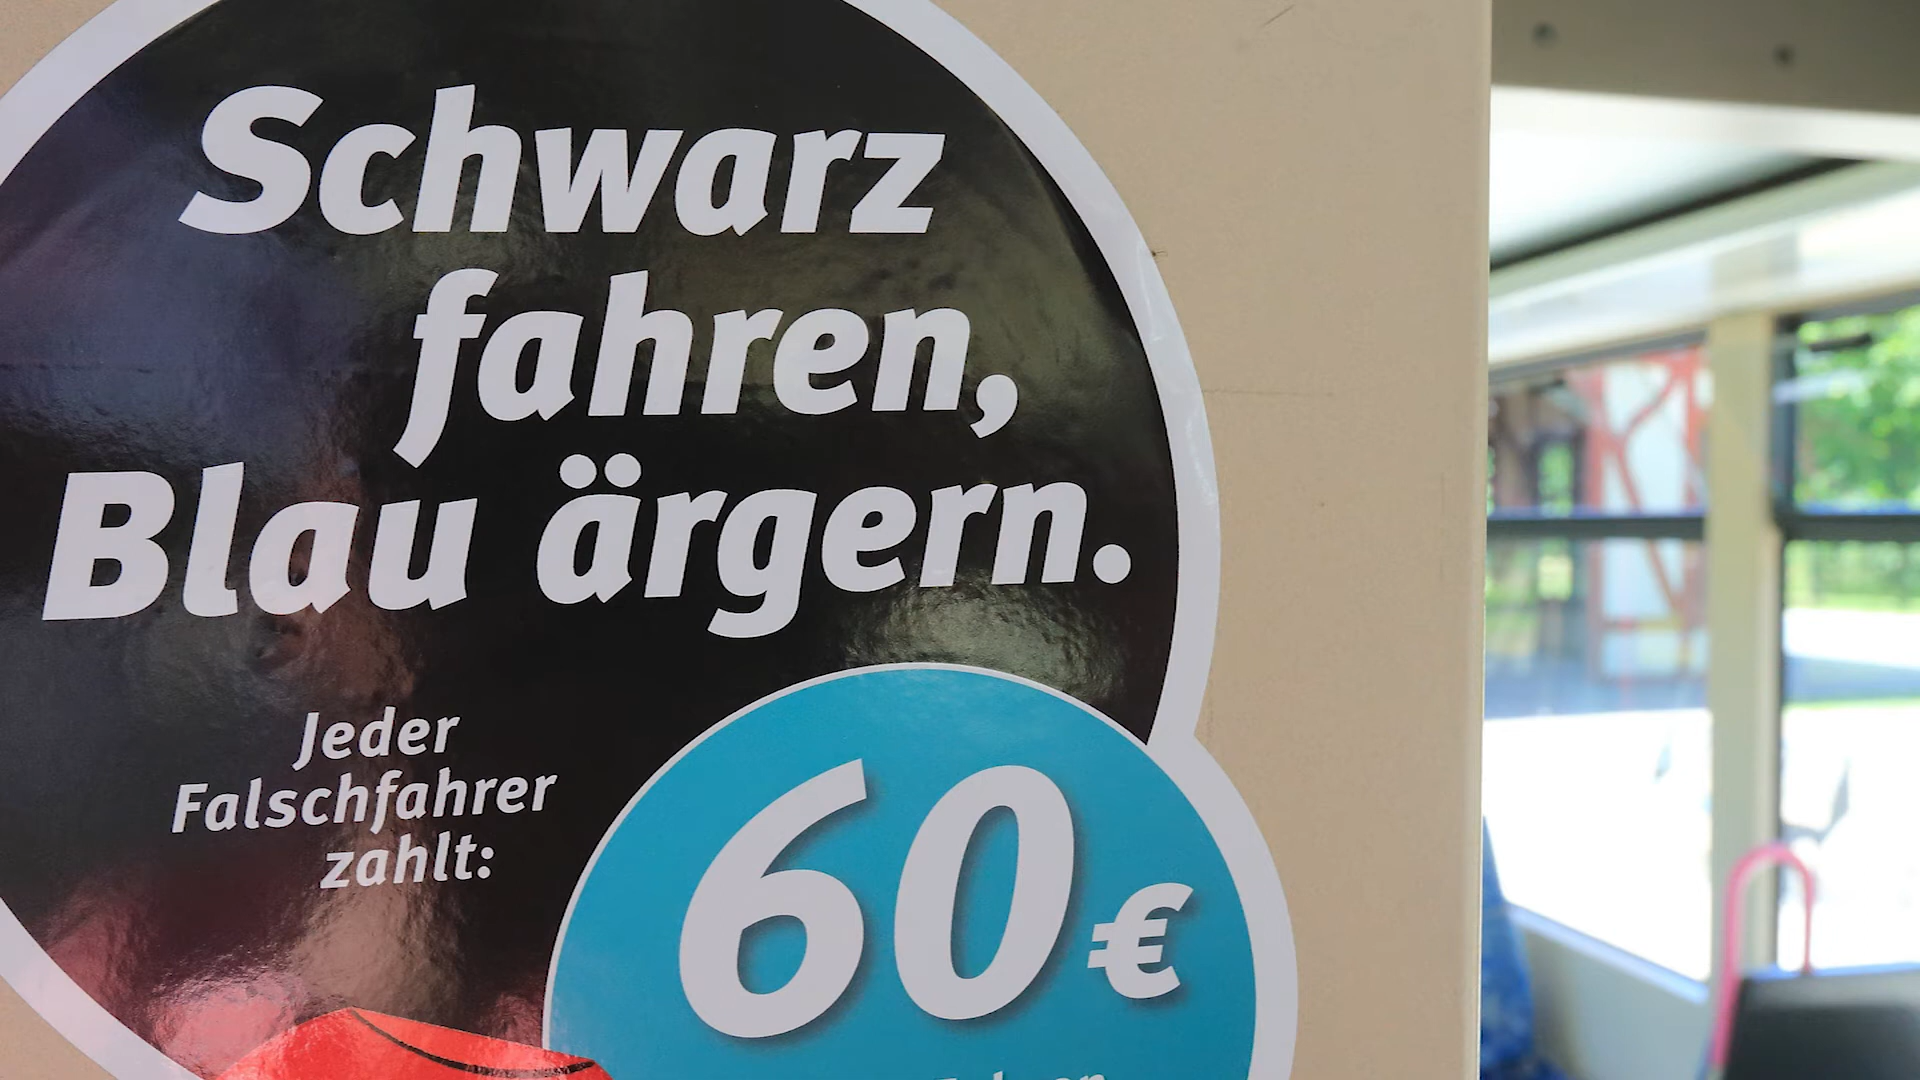 Schwarz
fahren,
Blau ärgern.
Jeder
Falschfahrer
zahlt:
60 €